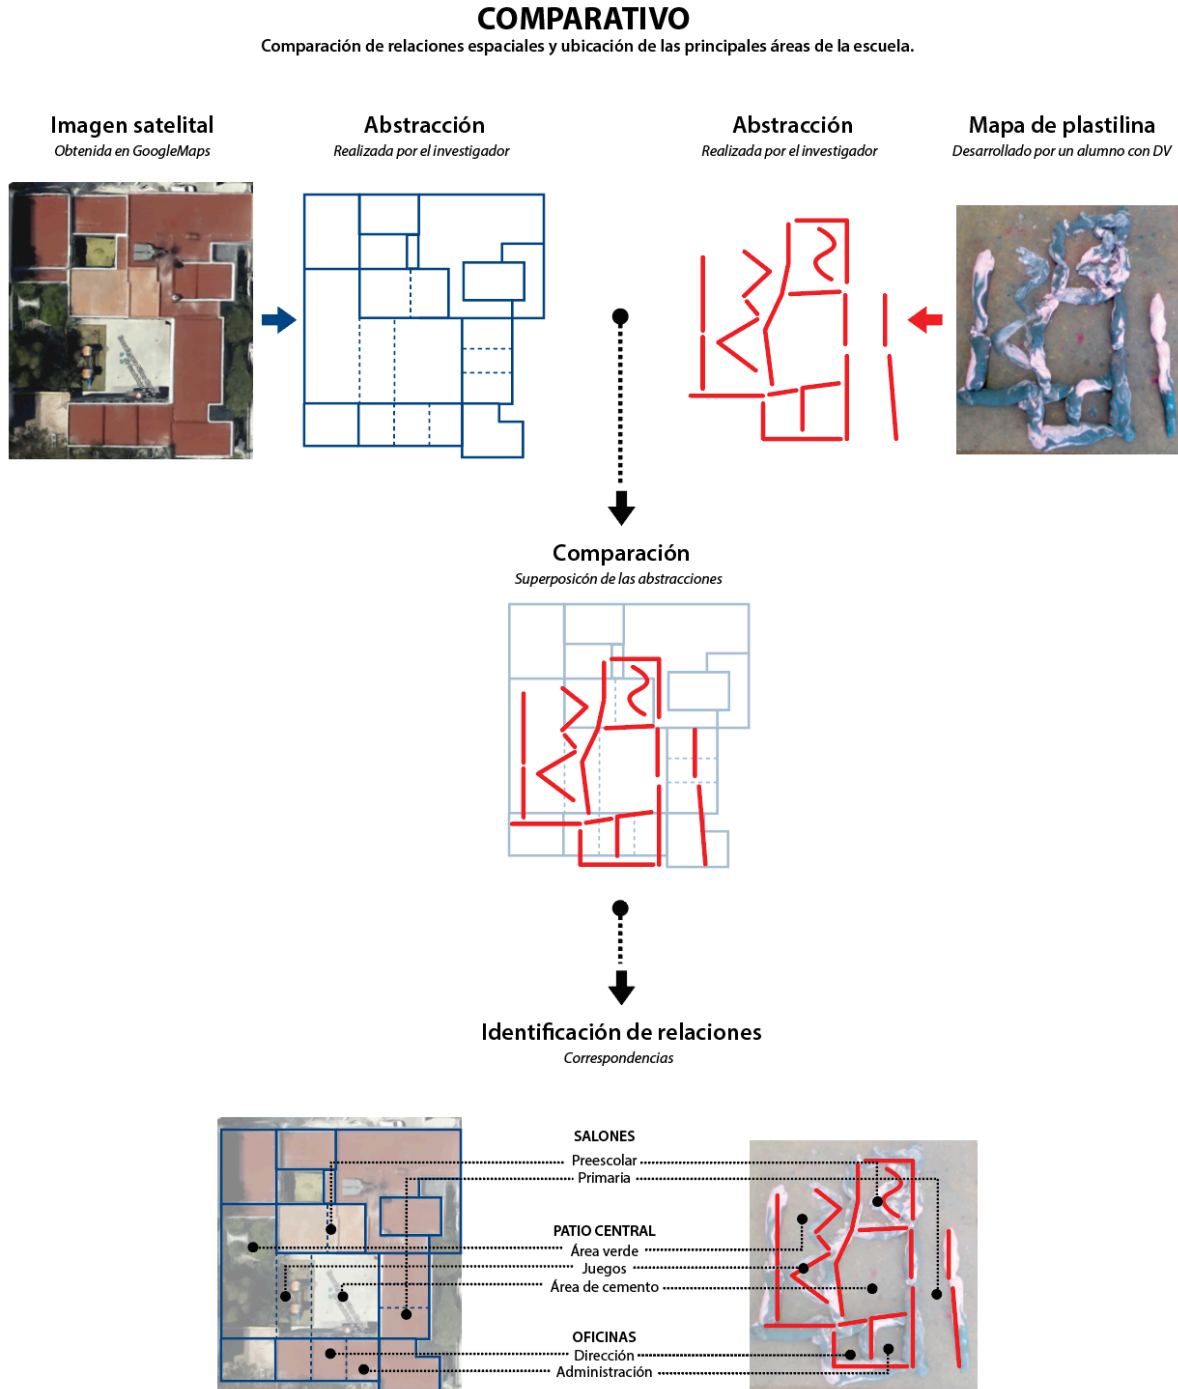 COMPARATIVO
Comparación de relaciones espaciales y ubicación de las principales áreas de la escuela.
Imagen satelital
Obtenida en GoogleMaps
Abstracción
Realizada por el investigador
Abstracción
Realizada por el investigador
Mapa de plastilina
Desarrollado por un alumno con DV
Comparación
Superposicón de las abstracciones
Identificación de relaciones
Correspondencias
SALONES
Preescolar
Primaria
PATIO CENTRAL
Área verde
Juegos
Área de cemento
OFICINAS
Dirección
Administración